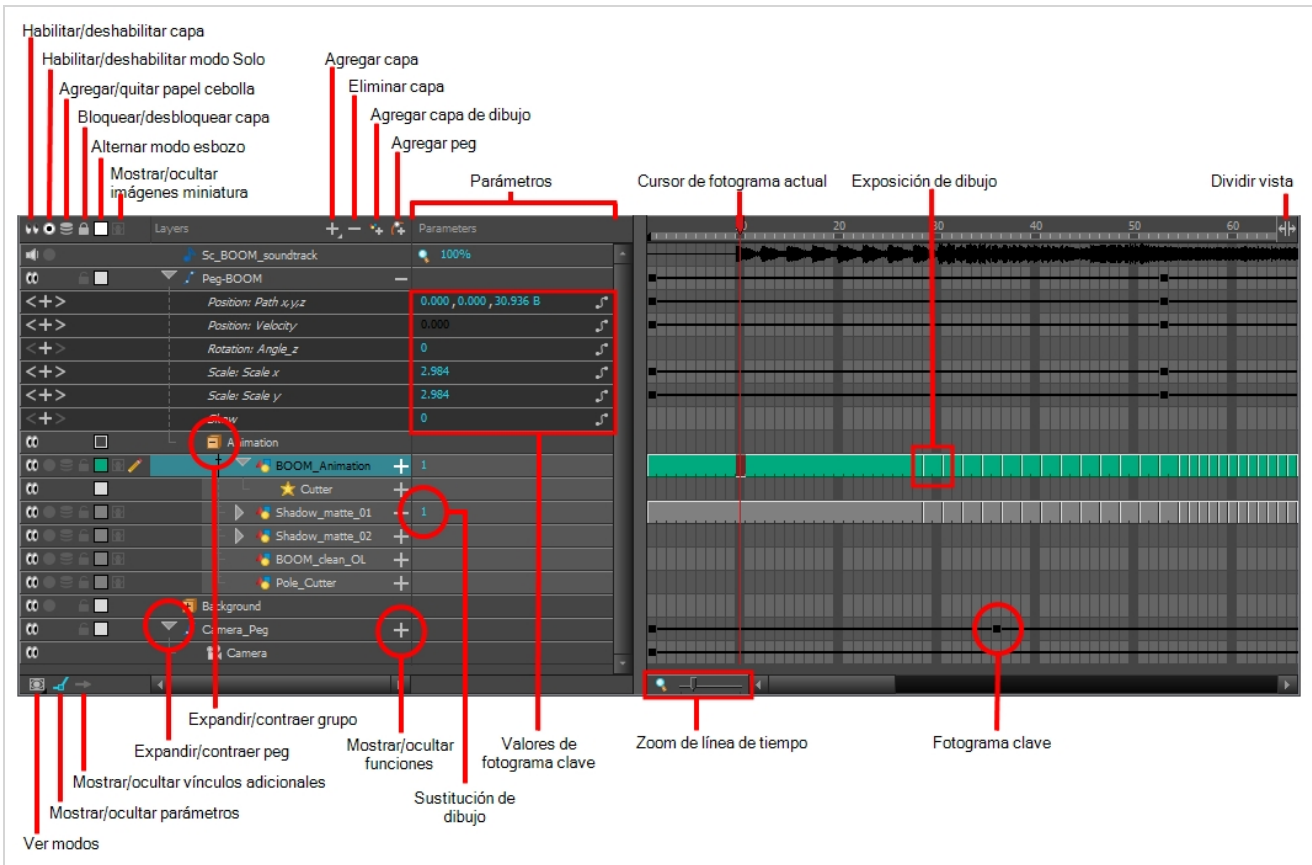 Habilitar/deshabilitar capa
Habilitar/deshabilitar modo Solo
Agregar/quitar papel cebolla
Bloquear/desbloquear capa
Alternar modo esbozo
Mostrar/ocultar
imágenes miniatura
Agregar capa
Eliminar capa
Agregar capa de dibujo
Agregar peg
Parámetros
Cursor de fotograma actual
Exposición de dibujo
Dividir vista
Layers
Parameters
20
30
40
50
60
Sc_BOOM_soundtrack
100%
Peg-BOOM
Position: Path x,y,z
0.000 , 0.000 , 30.936 B
Position: Velocity
0.000
Rotation: Angle_z
0
Scale: Scale x
2.984
Scale: Scale y
2.984
0
Animation
BOOM_Animation
1
Cutter
Shadow_matte_01
1
Shadow_matte_02
BOOM_clean_OL
Pole_Cutter
Background
Camera_Peg
Camera
Expandir/contraer grupo
Expandir/contraer peg
Mostrar/ocultar
funciones
Valores de
fotograma clave
Zoom de línea de tiempo
Fotograma clave
Mostrar/ocultar vínculos adicionales
Sustitución de
dibujo
Mostrar/ocultar parámetros
Ver modos